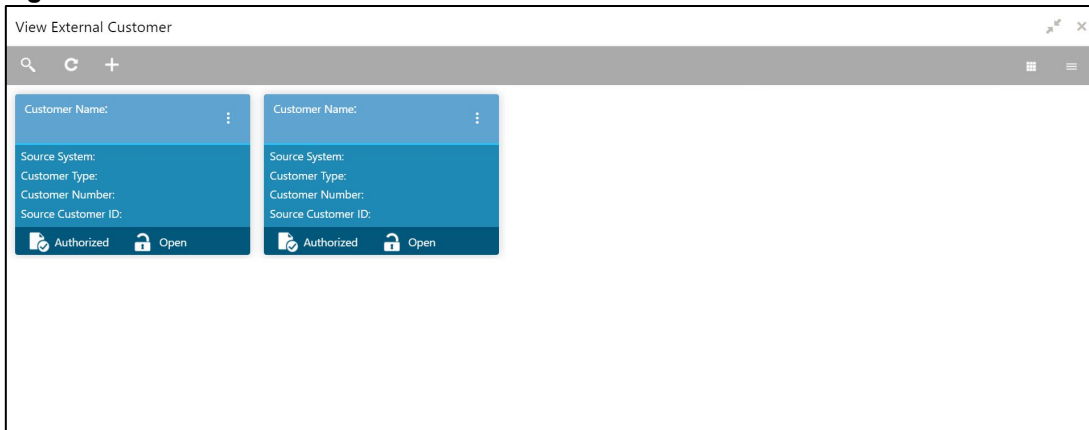 View External Customer
Customer Name:
Source System:
Customer Type:
Customer Number:
Source Customer ID:
Authorized Open
Customer Name:
Source System:
Customer Type:
Customer Number:
Source Customer ID:
Authorized Open